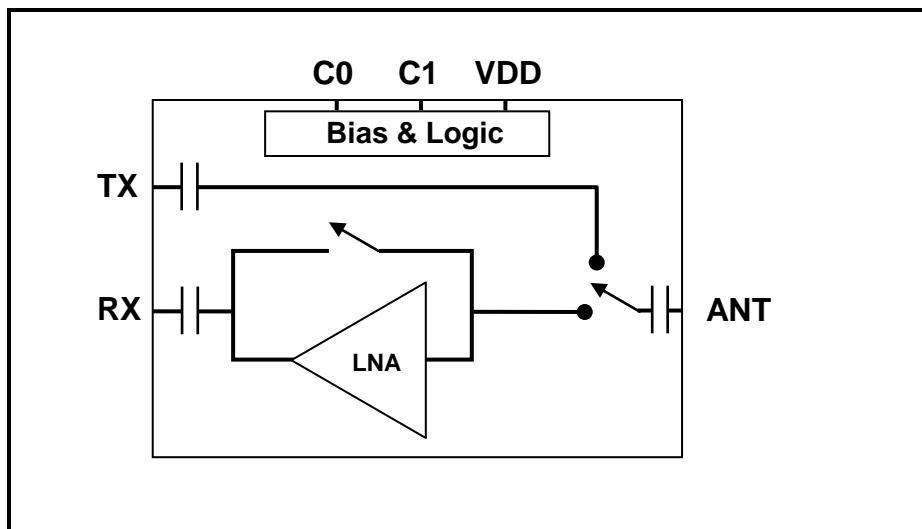 C0 C1 VDD
Bias & Logic
TX
RX
ANT
LNA